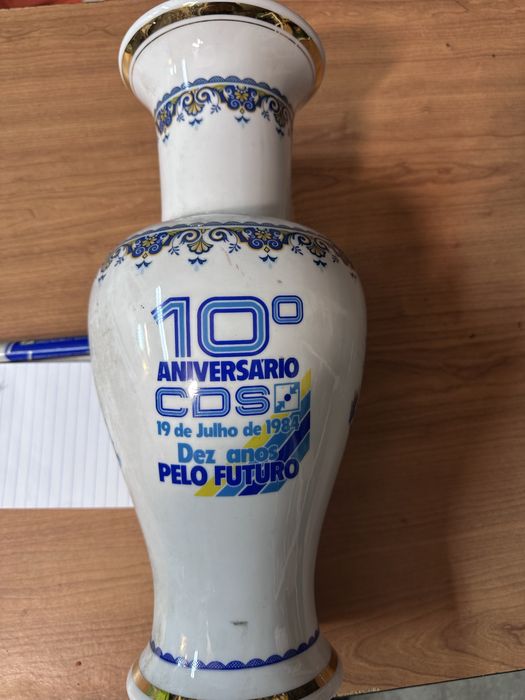 10º
ANIVERSÁRIO
CDS
19 de Julho de 1984
Dez anos
PELO FUTURO